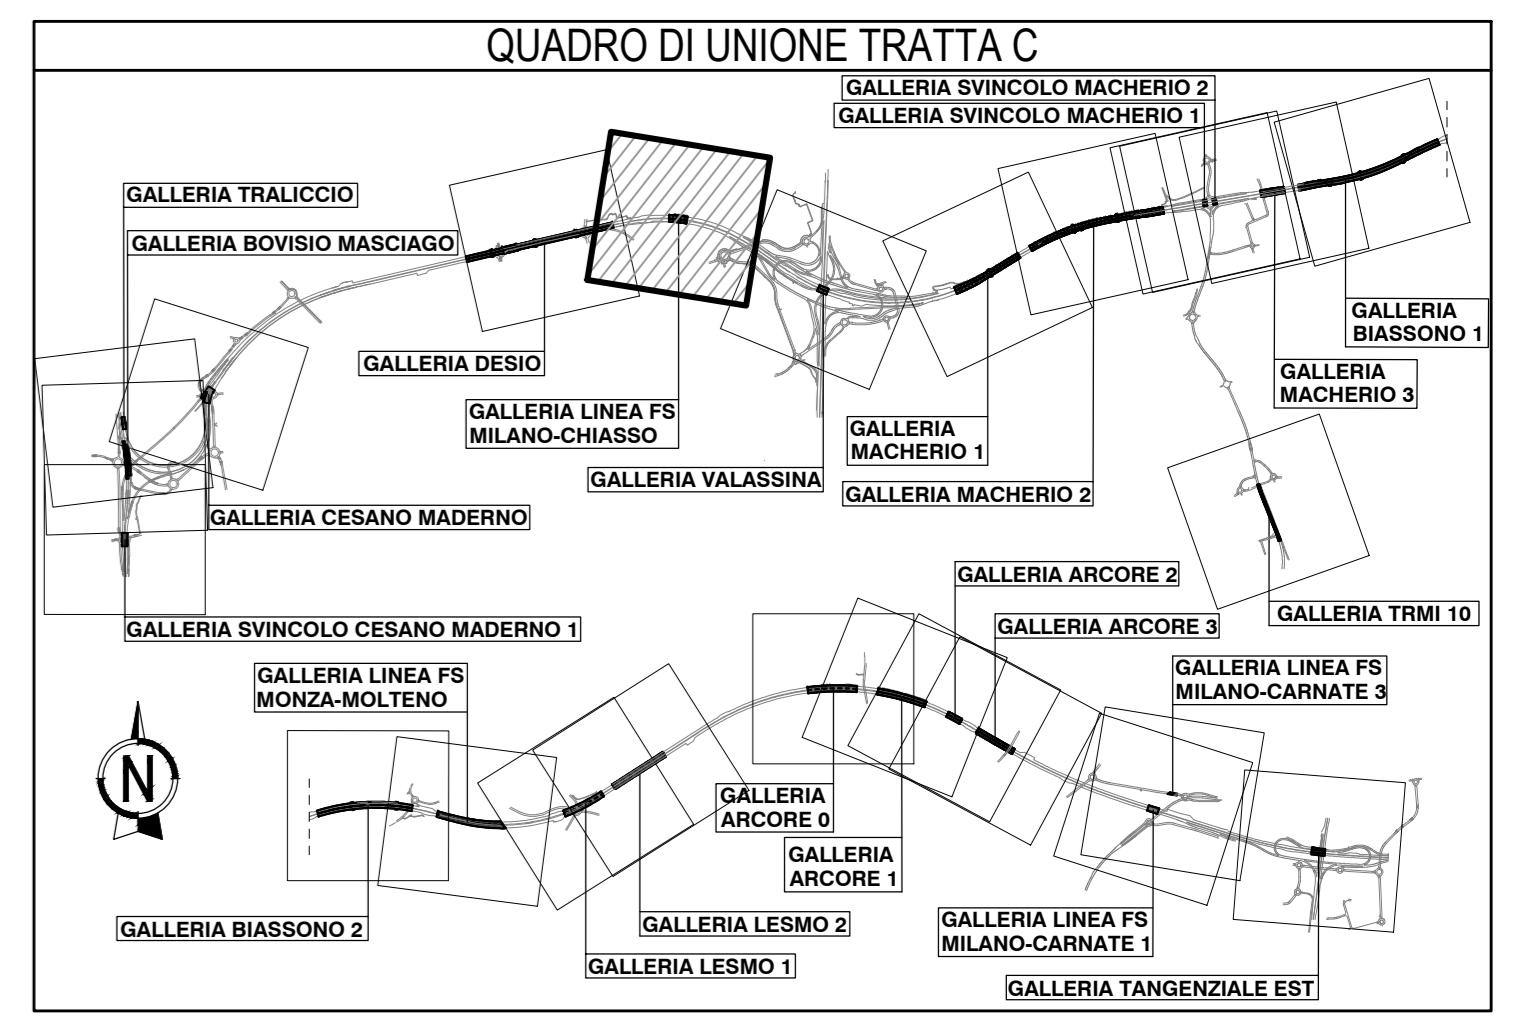 QUADRO DI UNIONE TRATTA C
GALLERIA SVINCOLO MACHERIO 2
GALLERIA SVINCOLO MACHERIO 1
GALLERIA TRALICCIO
GALLERIA BOVISIO MASCIAGO
GALLERIA DESIO
GALLERIA LINEA FS
MILANO-CHIASSO
GALLERIA VALASSINA
GALLERIA
MACHERIO 1
GALLERIA MACHERIO 2
GALLERIA
BIASSONO 1
GALLERIA
MACHERIO 3
GALLERIA CESANO MADERNO
GALLERIA SVINCOLO CESANO MADERNO 1
GALLERIA TRMI 10
GALLERIA ARCORE 2
GALLERIA ARCORE 3
GALLERIA LINEA FS
MONZA-MOLTENO
GALLERIA LINEA FS
MILANO-CARNATE 3
N
GALLERIA
ARCORE 0
GALLERIA
ARCORE 1
GALLERIA BIASSONO 2
GALLERIA LESMO 2
GALLERIA LESMO 1
GALLERIA LINEA FS
MILANO-CARNATE 1
GALLERIA TANGENZIALE EST